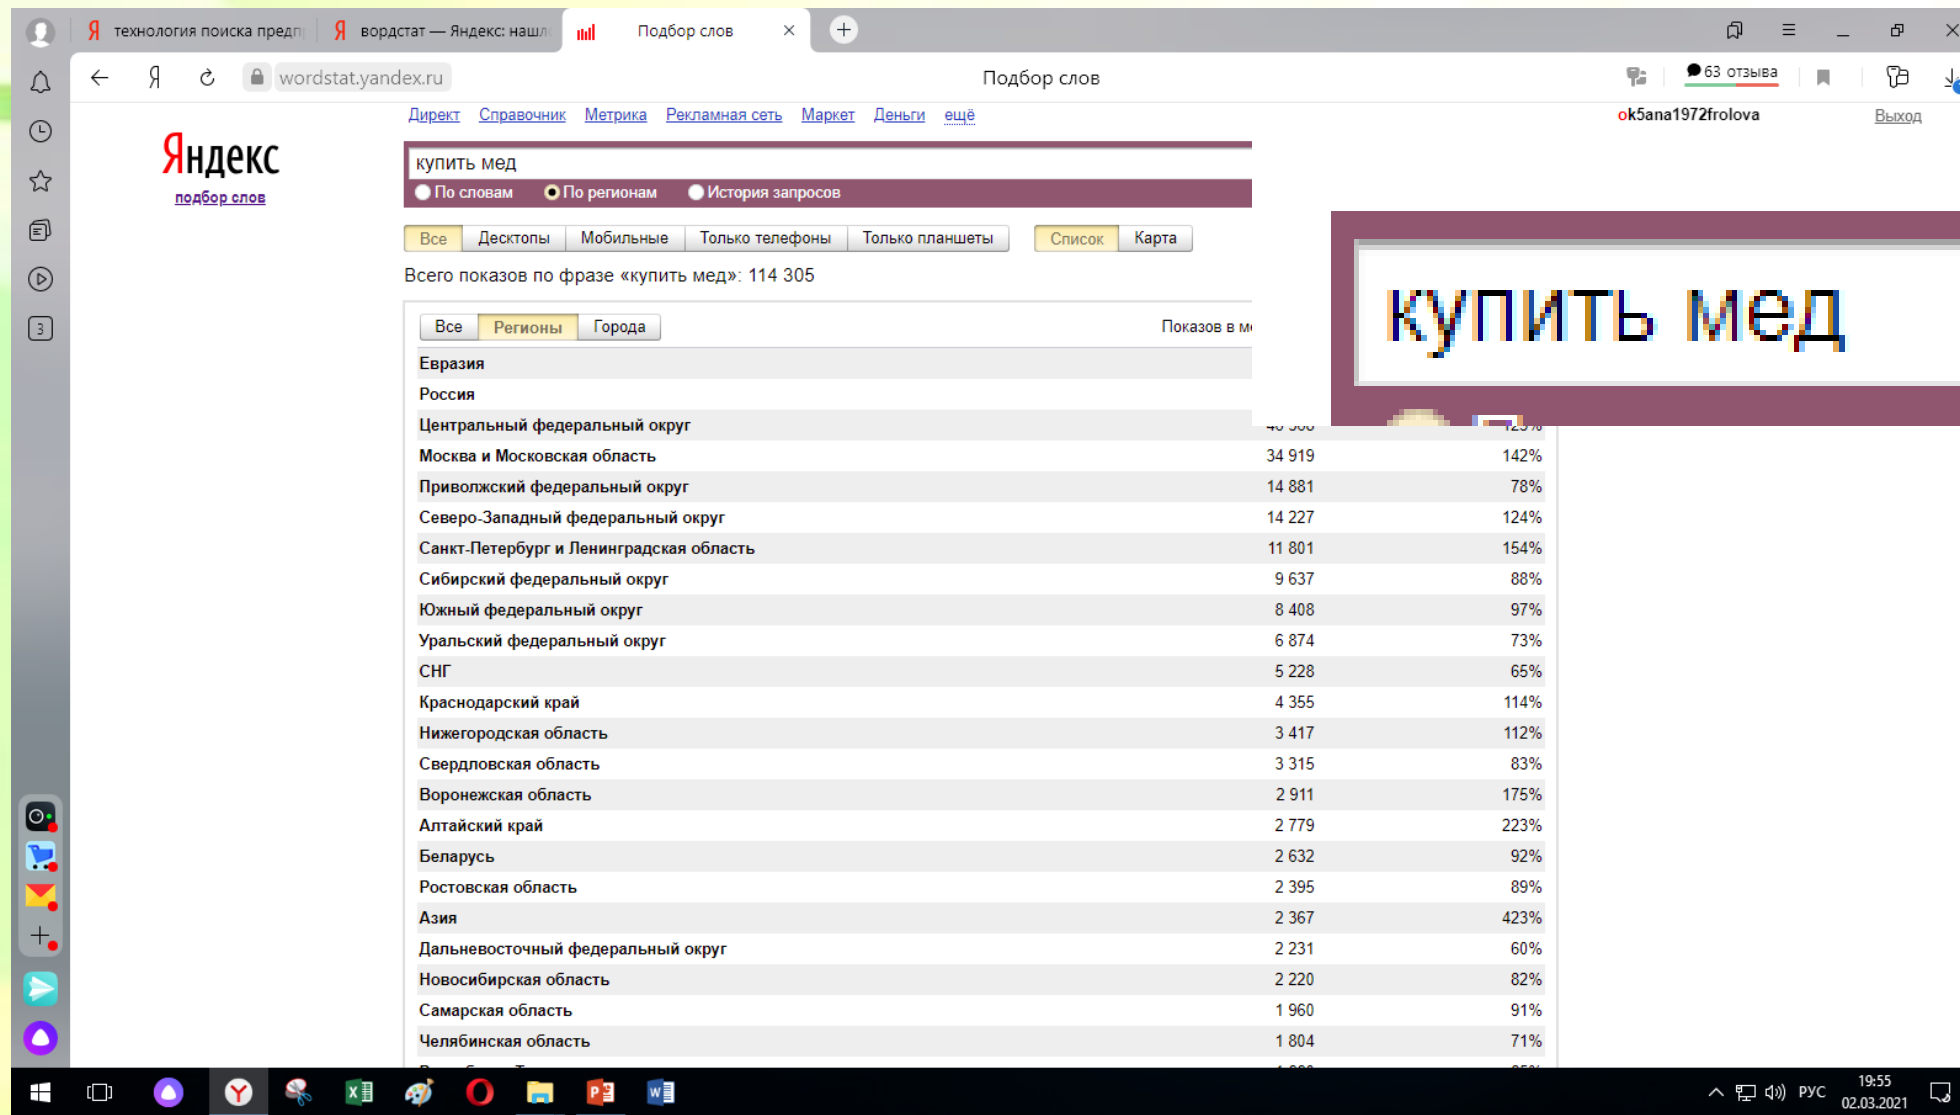 технология поиска предп
вордстат — Яндекс: нашл
Подбор слов
wordstat.yandex.ru
Подбор слов
63 отзыва
3
Директ Справочник Метрика Рекламная сеть Маркет Деньги ещё
ok5ana1972frolova
Выход
Яндекс
подбор слов
купить мед
По словам По регионам История запросов
Все Десктопы Мобильные Только телефоны Только планшеты Список Карта
Всего показов по фразе «купить мед»: 114 305
купить мед
Все Регионы Города Показов в
Евразия
Россия
Центральный федеральный округ
Москва и Московская область 34 919 142%
Приволжский федеральный округ 14 881 78%
Северо-Западный федеральный округ 14 227 124%
Санкт-Петербург и Ленинградская область 11 801 154%
Сибирский федеральный округ 9 637 88%
Южный федеральный округ 8 408 97%
Уральский федеральный округ 6 874 73%
СНГ 5 228 65%
Краснодарский край 4 355 114%
Нижегородская область 3 417 112%
Свердловская область 3 315 83%
Воронежская область 2 911 175%
Алтайский край 2 779 223%
Беларусь 2 632 92%
Ростовская область 2 395 89%
Азия 2 367 423%
Дальневосточный федеральный округ 2 231 60%
Новосибирская область 2 220 82%
Самарская область 1 960 91%
Челябинская область 1 804 71%
РУС
19:55
02.03.2021